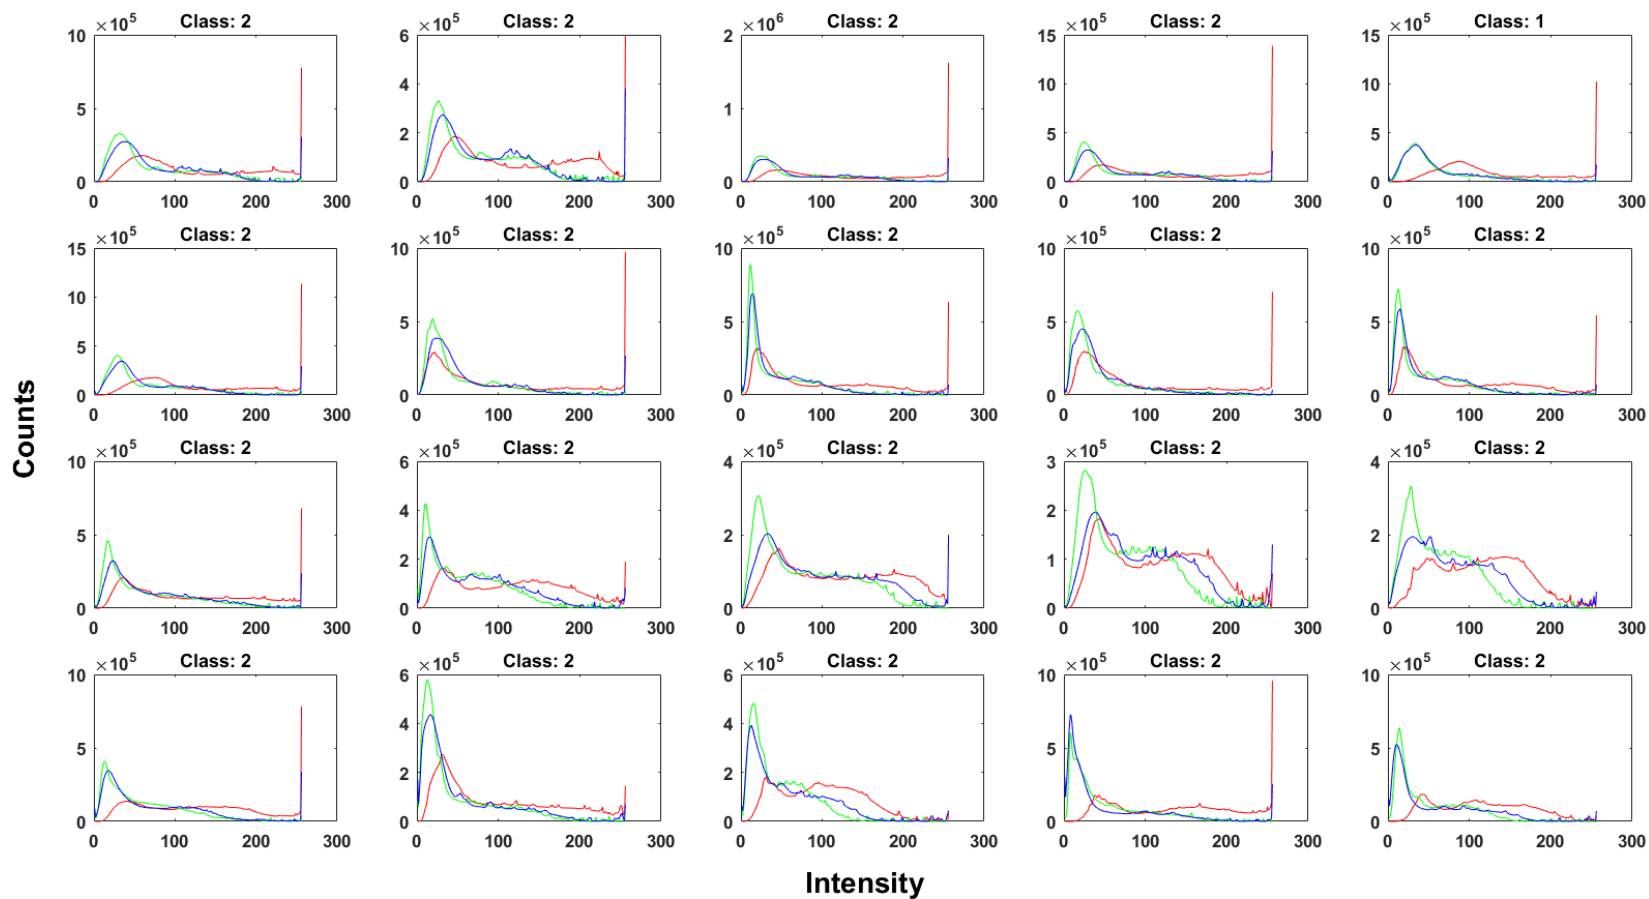 Class: 2 Class: 2 Class: 2 Class: 2 Class: 1
×10 5 ×10 5 ×10 6 ×10 5 ×10 5
10 6 2 15 15
4 10 10
5 1
2 5 5
0 0 0 0 0
0 100 200 300 0 100 200 300 0 100 200 300 0 100 200 300 0 100 200 300
Class: 2 Class: 2 Class: 2 Class: 2 Class: 2
×10 5 ×10 5 ×10 5 ×10 5 ×10 5
15 10 10 10 10
10
5 5 5 5
5
0 0 0 0 0
0 100 200 300 0 100 200 300 0 100 200 300 0 100 200 300 0 100 200 300
Counts
Class: 2 Class: 2 Class: 2 Class: 2 Class: 2
×10 5 ×10 5 ×10 5 ×10 5 ×10 5
10 6 4 3 4
4 2
5 2 2
2 1
0 0 0 0 0
0 100 200 300 0 100 200 300 0 100 200 300 0 100 200 300 0 100 200 300
Class: 2 Class: 2 Class: 2 Class: 2 Class: 2
×10 5 ×10 5 ×10 5 ×10 5 ×10 5
10 6 6 10 10
4 4
5 5 5
2 2
0 0 0 0 0
0 100 200 300 0 100 200 300 0 100 200 300 0 100 200 300 0 100 200 300
Intensity